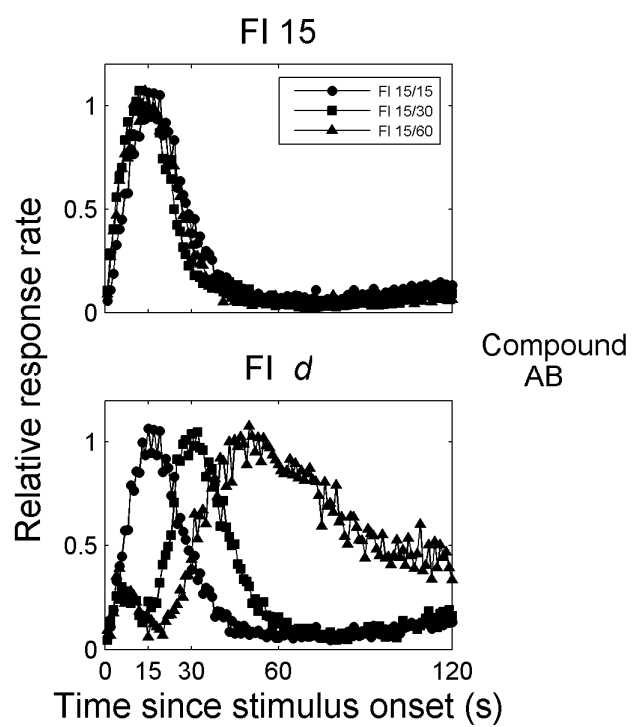 FI 15
1
0.5
0
FI 15/15
FI 15/30
FI 15/60
Relative response rate
FI d
Compound
AB
1
0.5
0
0 15 30 60 120
Time since stimulus onset (s)